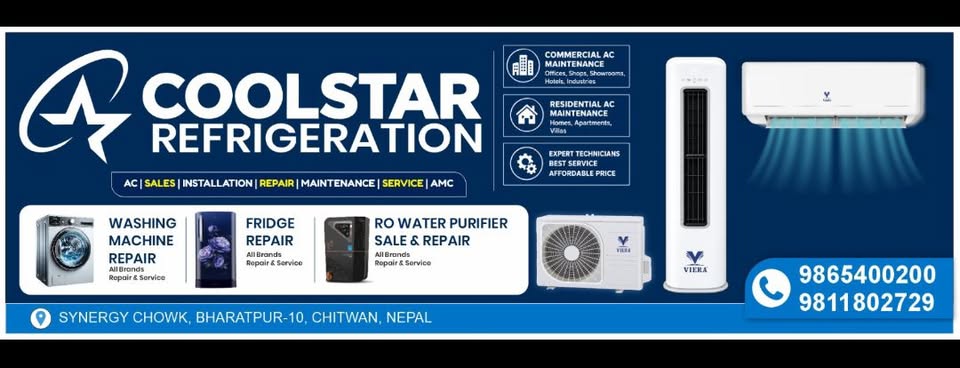 COOLSTAR
REFRIGERATION
AC | SALES | INSTALLATION | REPAIR | MAINTENANCE | SERVICE | AMC
COMMERCIAL AC
MAINTENANCE
Offices, Shops, Showrooms,
Hotels, Industries
RESIDENTIAL AC
MAINTENANCE
Homes, Apartments,
Villas
EXPERT TECHNICIANS
BEST SERVICE
AFFORDABLE PRICE
WASHING
MACHINE
REPAIR
All Brands
Repair & Service
FRIDGE
REPAIR
All Brands
Repair & Service
RO WATER PURIFIER
SALE & REPAIR
All Brands
Repair & Service
VIERA
VIERA
9865400200
9811802729
SYNERGY CHOWK, BHARATPUR-10, CHITWAN, NEPAL